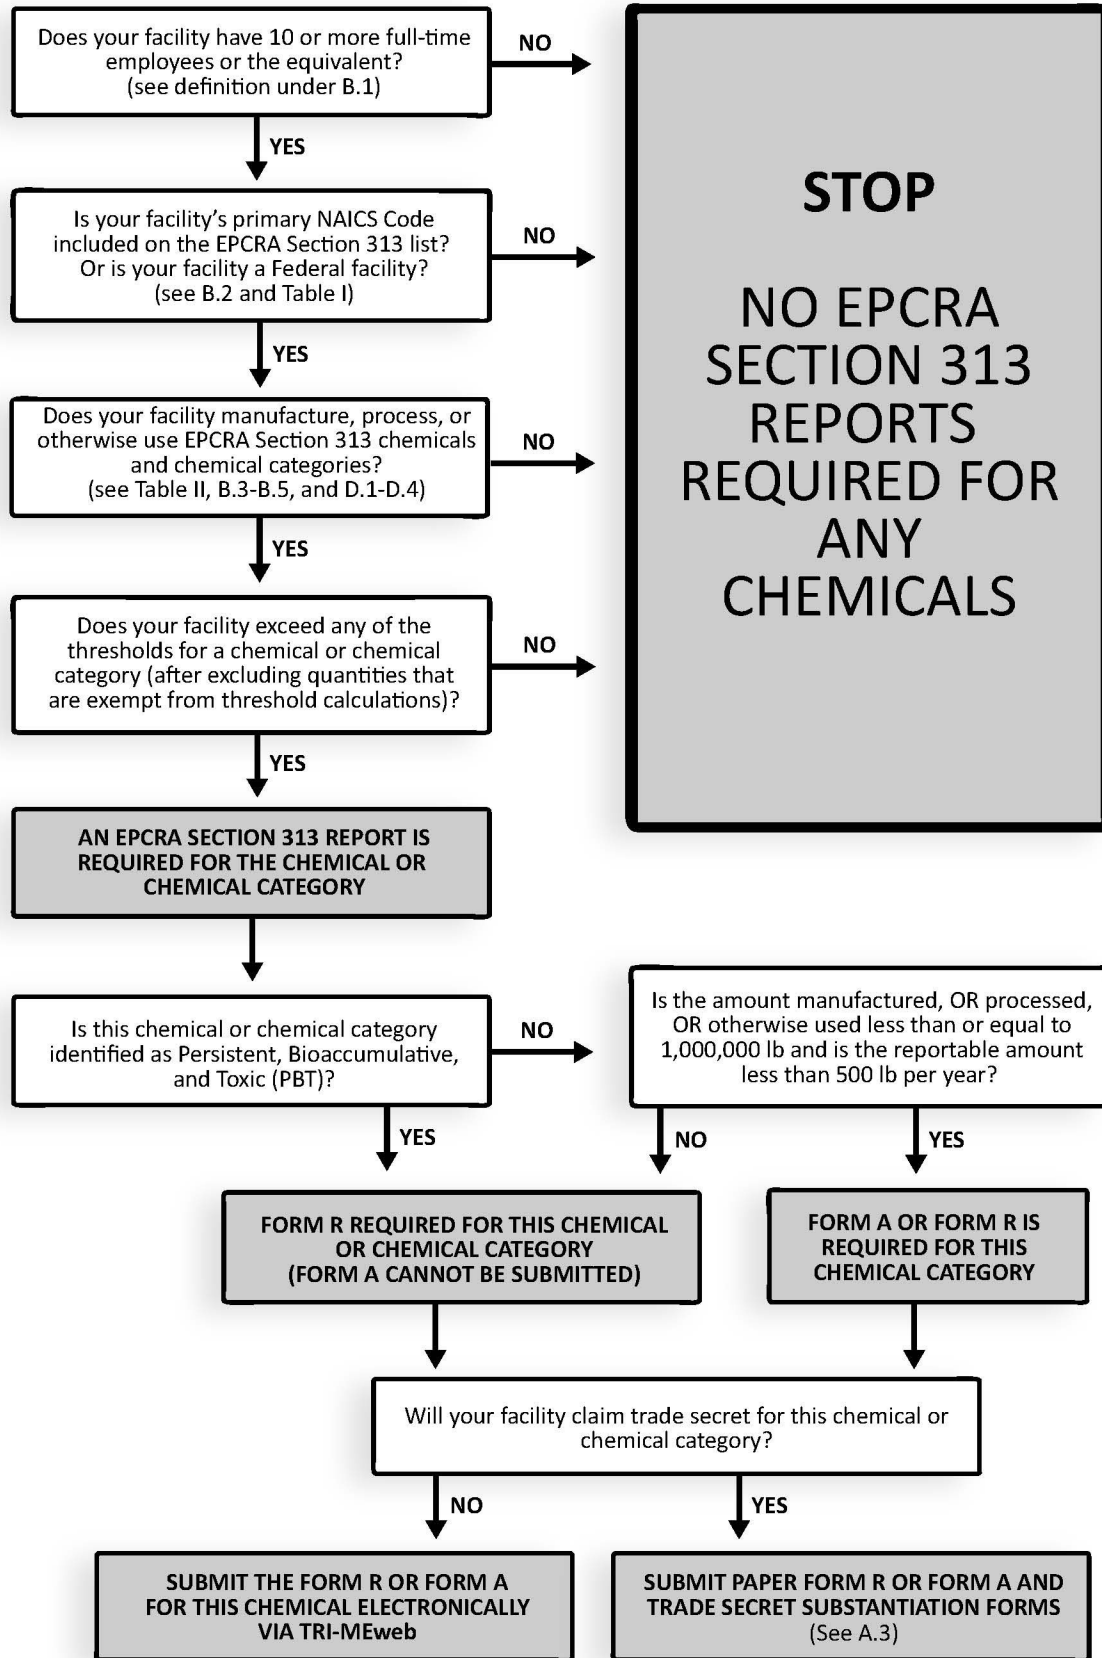 Does your facility have 10 or more full-time
employees or the equivalent?
(see definition under B.1)
NO
YES
STOP
NO EPCRA
SECTION 313
REPORTS
REQUIRED FOR
ANY
CHEMICALS
Is your facility’s primary NAICS Code
included on the EPCRA Section 313 list?
Or is your facility a Federal facility?
(see B.2 and Table I)
NO
YES
Does your facility manufacture, process, or
otherwise use EPCRA Section 313 chemicals
and chemical categories?
(see Table II, B.3-B.5, and D.1-D.4)
NO
YES
Does your facility exceed any of the
thresholds for a chemical or chemical
category (after excluding quantities that
are exempt from threshold calculations)?
NO
YES
AN EPCRA SECTION 313 REPORT IS
REQUIRED FOR THE CHEMICAL OR
CHEMICAL CATEGORY
Is this chemical or chemical category
identified as Persistent, Bioaccumulative,
and Toxic (PBT)?
NO
YES
Is the amount manufactured, OR processed,
OR otherwise used less than or equal to
1,000,000 lb and is the reportable amount
less than 500 lb per year?
NO
YES
FORM R REQUIRED FOR THIS CHEMICAL
OR CHEMICAL CATEGORY
(FORM A CANNOT BE SUBMITTED)
FORM A OR FORM R IS
REQUIRED FOR THIS
CHEMICAL CATEGORY
Will your facility claim trade secret for this chemical or
chemical category?
NO
YES
SUBMIT THE FORM R OR FORM A
FOR THIS CHEMICAL ELECTRONICALLY
VIA TRI-MEweb
SUBMIT PAPER FORM R OR FORM A AND
TRADE SECRET SUBSTANTIATION FORMS
(See A.3)